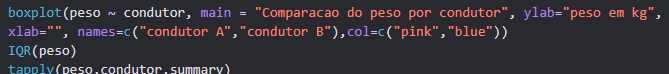 boxplot(peso ~ condutor, main = "Comparacao do peso por condutor", ylab="peso em kg",
xlab="", names=c("condutor A","condutor B"),col=c("pink","blue"))
IQR(peso)
tapply(peso,condutor,summary)